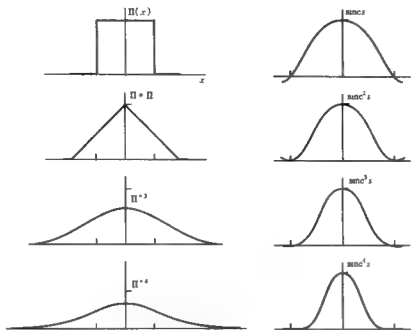 Π(x)
sinc s
x
Π * Π
sinc² s
Π*³
sinc³ s
Π*⁴
sinc⁴ s